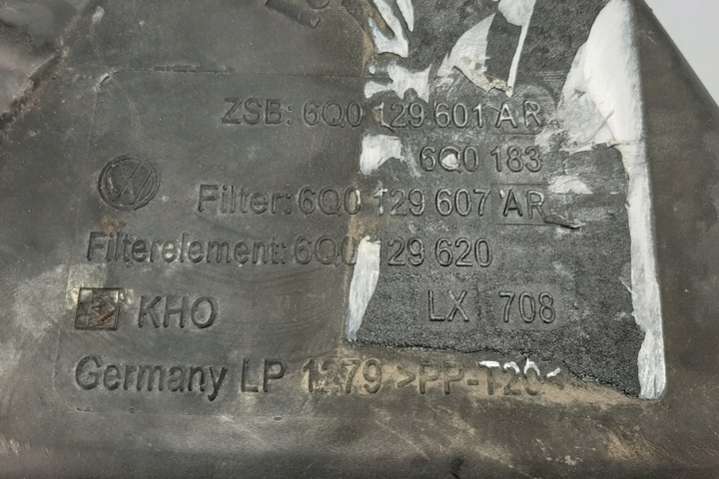 ZSB: 6Q0 129 601 AR
6Q0 183
Filter: 6Q0 129 607 AR
Filterelement: 6Q0 129 620
KHO LX 708
Germany LP 1279 >PP-T20<